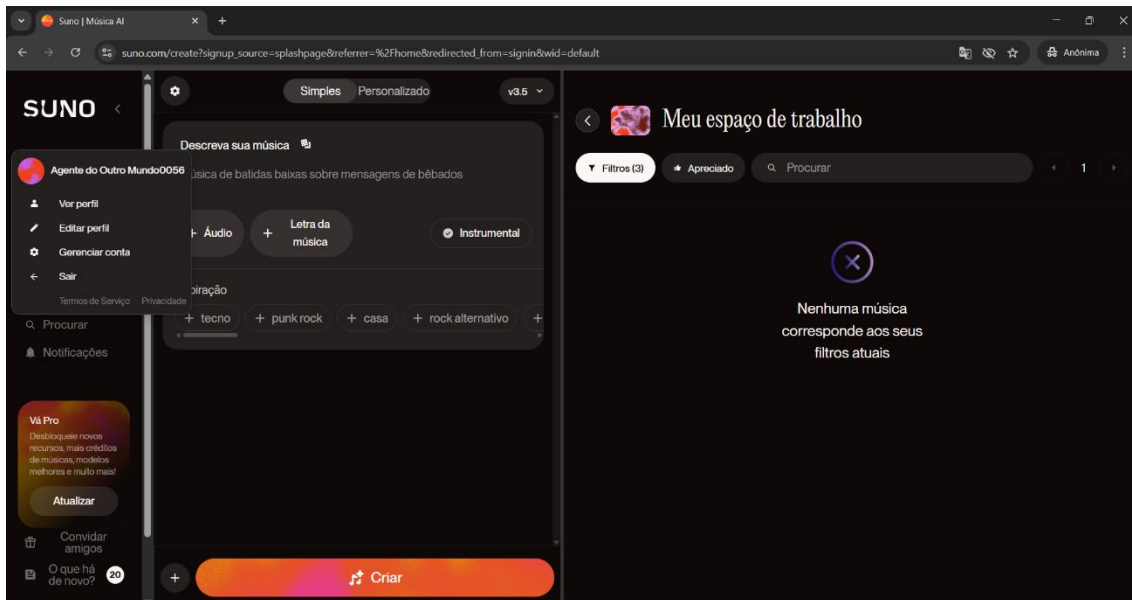 Suno | Música AI
suno.com/create?signup_source=splashpage&referrer=%2Fhome&redirected_from=signin&wid=default
Anônima
SUNO
Agente do Outro Mundo0056
Ver perfil
Editar perfil
Gerenciar conta
Sair
Termos de Serviço Privacidade
Procurar
Notificações
Vá Pro
Desbloqueie novos
recursos, mais créditos
de músicas, modelos
melhores e muito mais!
Atualizar
Convidar
amigos
O que há
de novo? 20
Simples Personalizado v3.5
Descreva sua música
úsica de batidas baixas sobre mensagens de bêbados
+ Áudio
+ Letra da
música
Instrumental
piração
+ tecno + punk rock + casa + rock alternativo +
+ Criar
Meu espaço de trabalho
Filtros (3) Apreciado Procurar 1
Nenhuma música
corresponde aos seus
filtros atuais